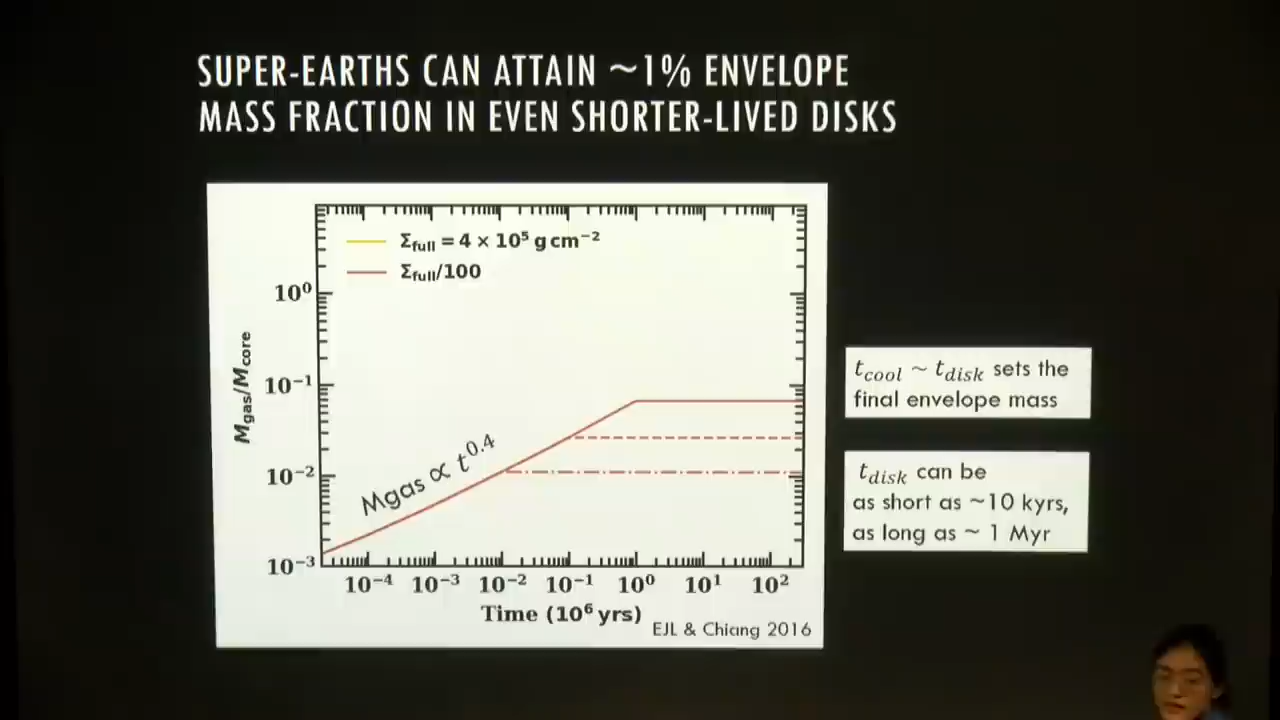 SUPER-EARTHS CAN ATTAIN ~1% ENVELOPE
MASS FRACTION IN EVEN SHORTER-LIVED DISKS
Σfull = 4 × 10⁵ g cm⁻²
Σfull/100
10⁰
10⁻¹
10⁻²
10⁻³
Mgas/Mcore
Mgas ∝ t^0.4
10⁻⁴ 10⁻³ 10⁻² 10⁻¹ 10⁰ 10¹ 10²
Time (10⁶ yrs)
EJL & Chiang 2016
tcool ~ tdisk sets the
final envelope mass
tdisk can be
as short as ~10 kyrs,
as long as ~ 1 Myr